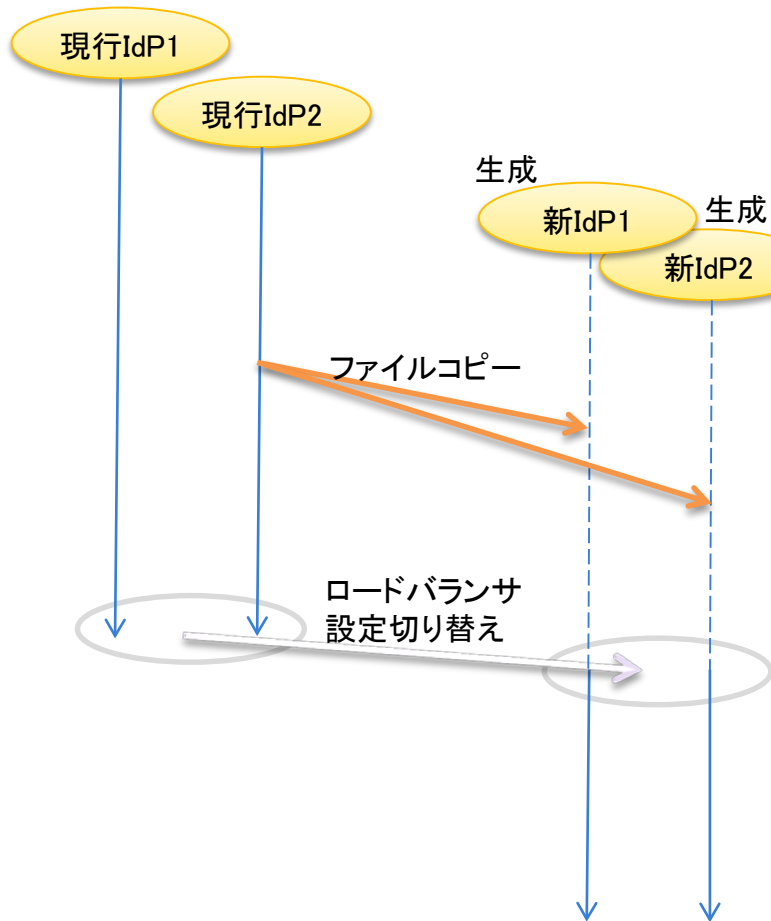 現行IdP1
現行IdP2
生成
新IdP1
生成
新IdP2
ファイルコピー
ロードバランサ
設定切り替え